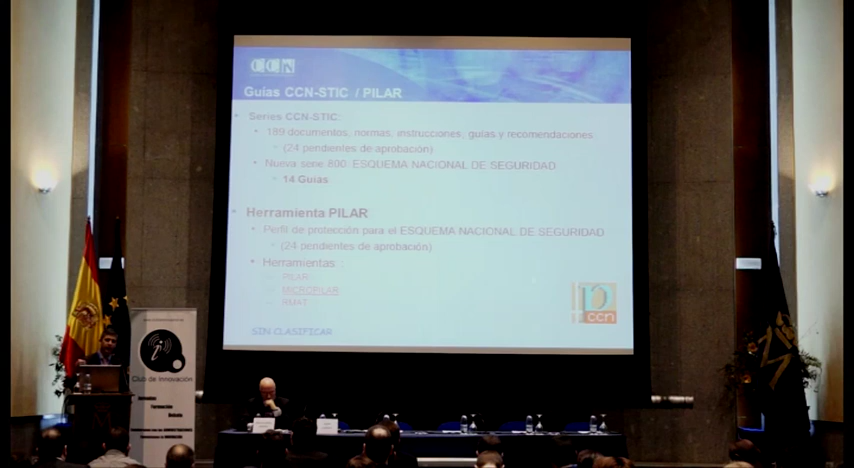 CCN
Guías CCN-STIC / PILAR
Series CCN-STIC:
189 documentos, normas, instrucciones, guías y recomendaciones
(24 pendientes de aprobación)
Nueva serie 800: ESQUEMA NACIONAL DE SEGURIDAD
14 Guías
Herramienta PILAR
Perfil de protección para el ESQUEMA NACIONAL DE SEGURIDAD
(24 pendientes de aprobación)
Herramientas:
PILAR
MICROPILAR
RMAT
ccn
SIN CLASIFICAR
Club de Innovación
Formación
Debate